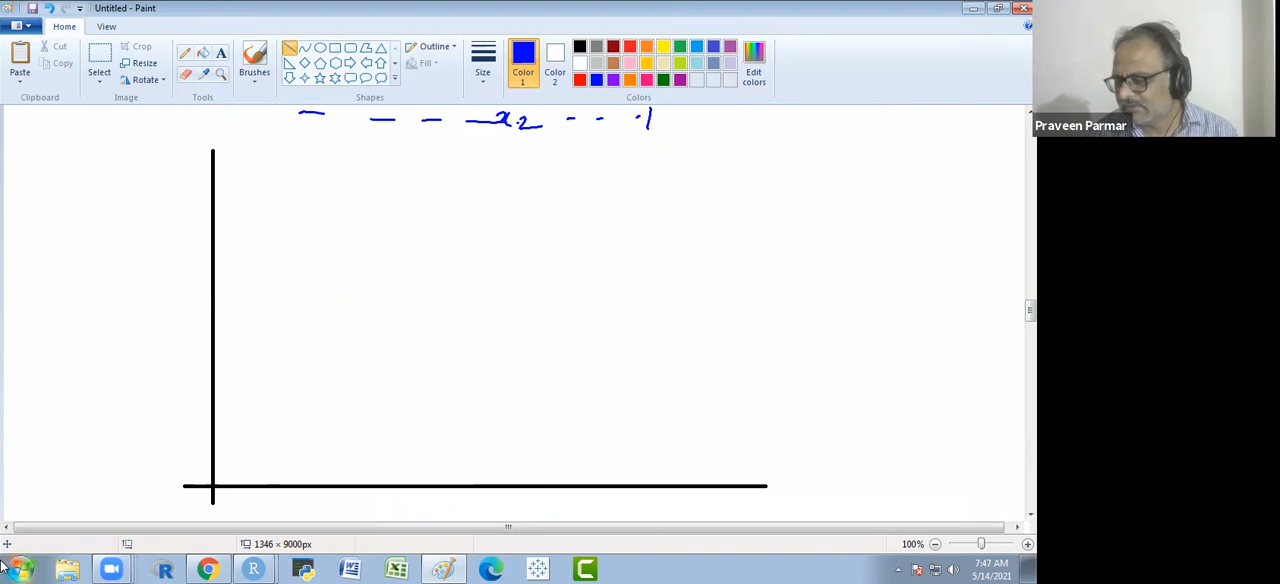 Untitled - Paint
Home
View
Paste
Cut
Copy
Clipboard
Select
Crop
Resize
Rotate
Image
A
Tools
Brushes
Shapes
Outline
Fill
Size
Color 1
Color 2
Edit colors
Colors
Praveen Parmar
x2
1346 × 9000px
100%
7:47 AM
5/14/2021